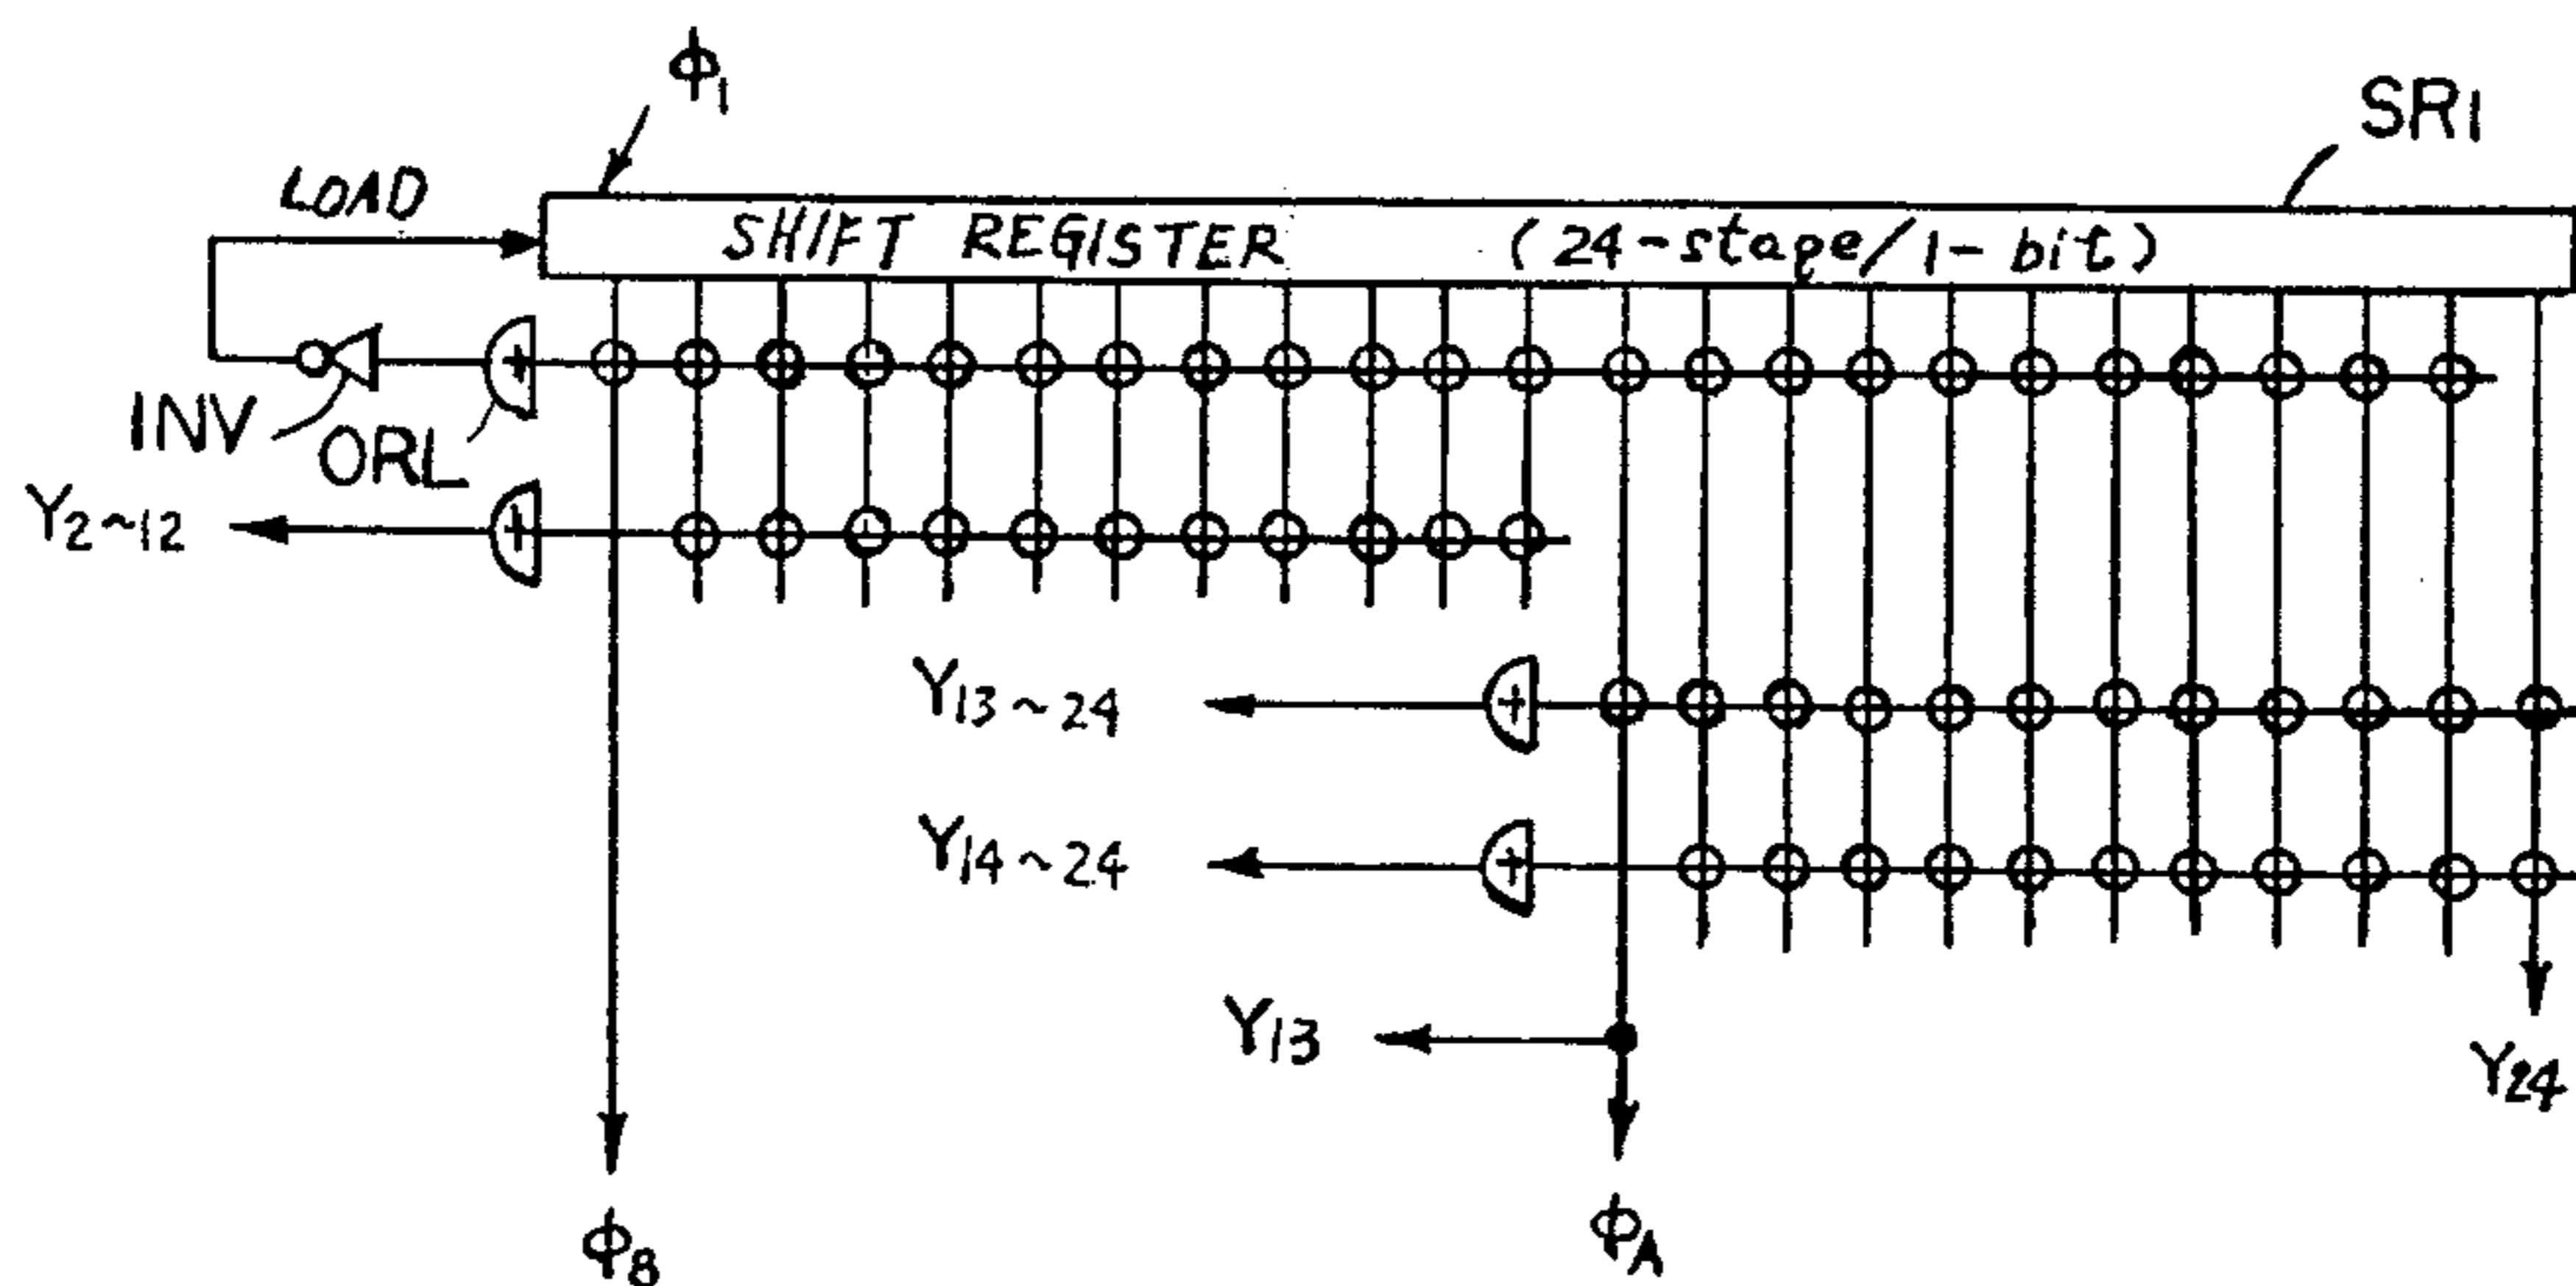 ϕ1
SR1
LOAD
SHIFT REGISTER (24-stage/1-bit)
INV
ORL
Y2~12
Y13~24
Y14~24
Y13
Y24
ϕB
ϕA